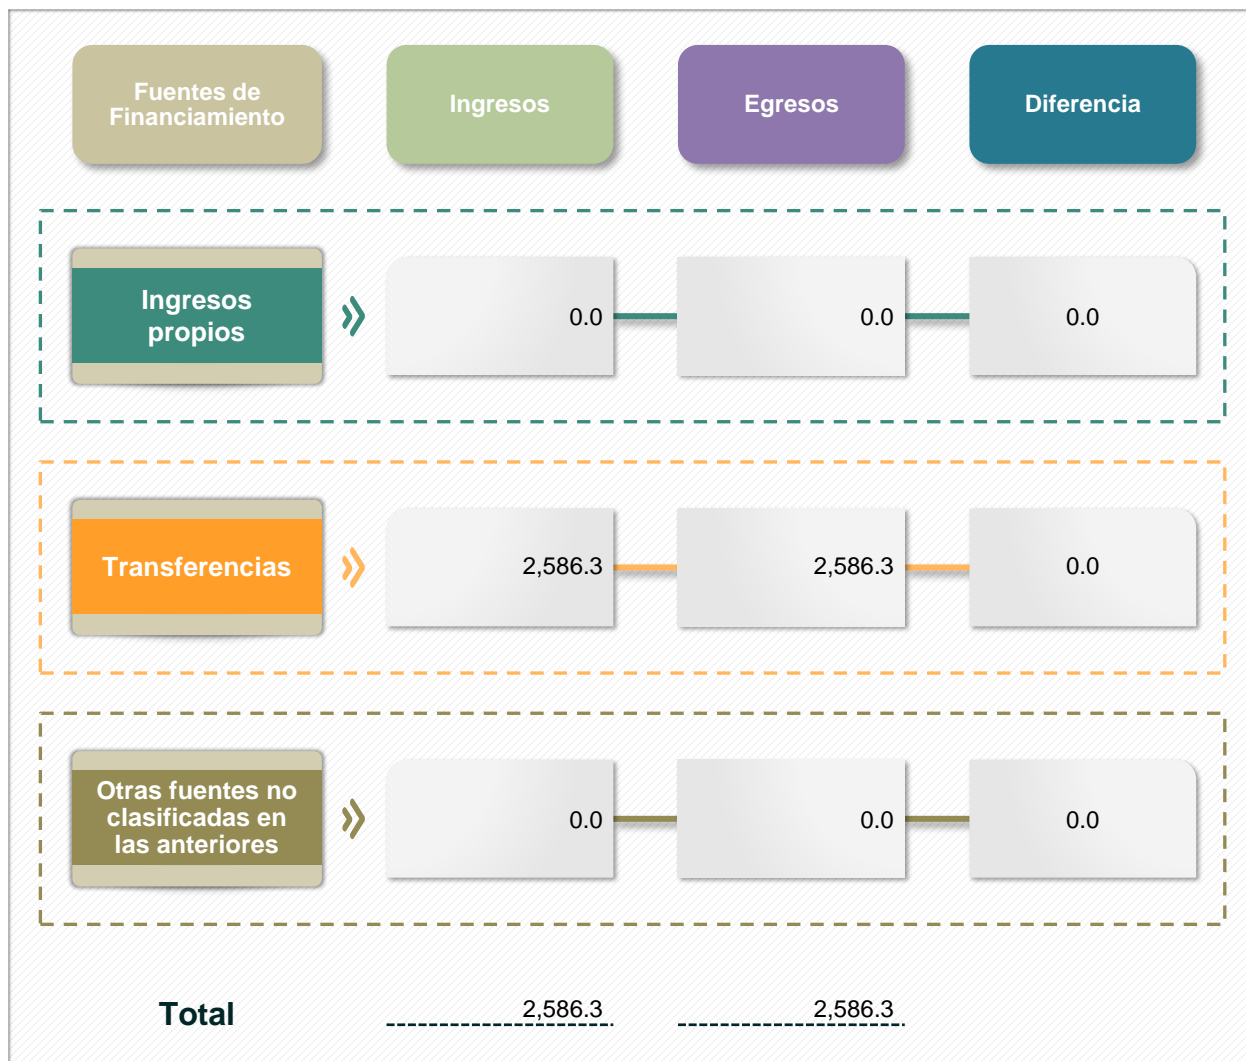 Fuentes de
Financiamiento
Ingresos
Egresos
Diferencia
Ingresos
propios
0.0
0.0
0.0
Transferencias
2,586.3
2,586.3
0.0
Otras fuentes no
clasificadas en
las anteriores
0.0
0.0
0.0
Total
2,586.3
2,586.3